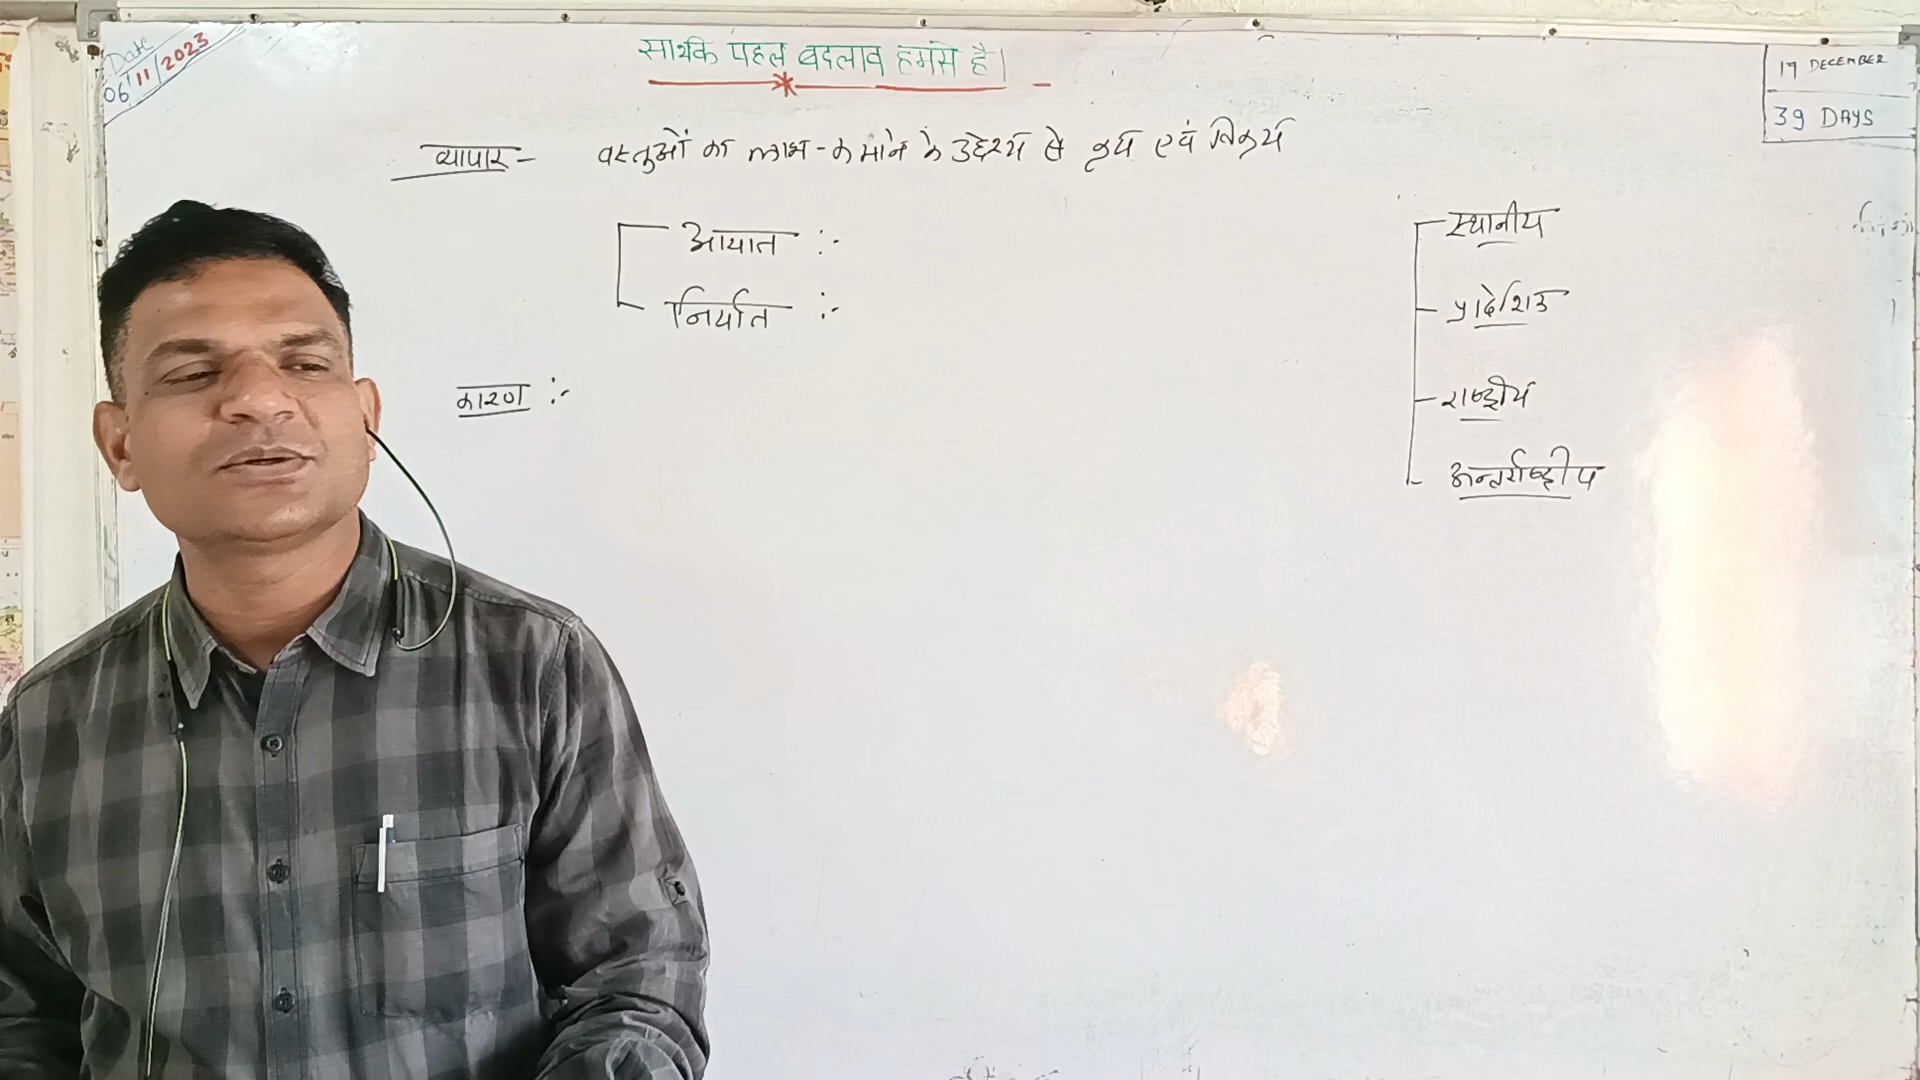 Date
06/11/2023
सार्थक पहल बदलाव हमसे है।
17 DECEMBER
39 DAYS
व्यापार - वस्तुओं का लाभ-कमाने के उद्देश्य से क्रय एवं विक्रय
आयात :-
निर्यात :-
कारण :-
स्थानीय
प्रादेशिक
राष्ट्रीय
अन्तर्राष्ट्रीय